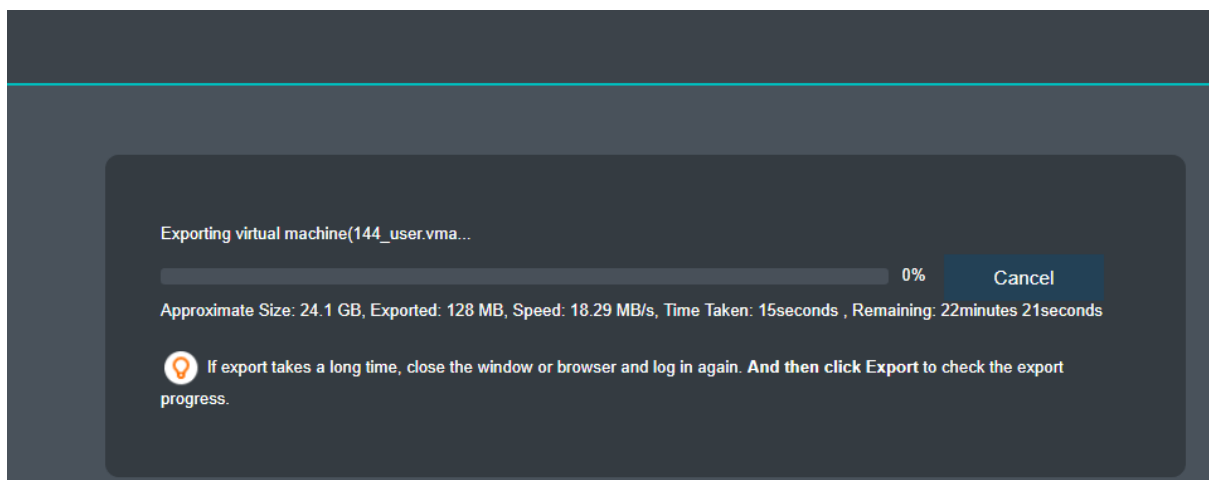 Exporting virtual machine(144_user.vma...
0%
Cancel
Approximate Size: 24.1 GB, Exported: 128 MB, Speed: 18.29 MB/s, Time Taken: 15seconds , Remaining: 22minutes 21seconds
If export takes a long time, close the window or browser and log in again. And then click Export to check the export
progress.